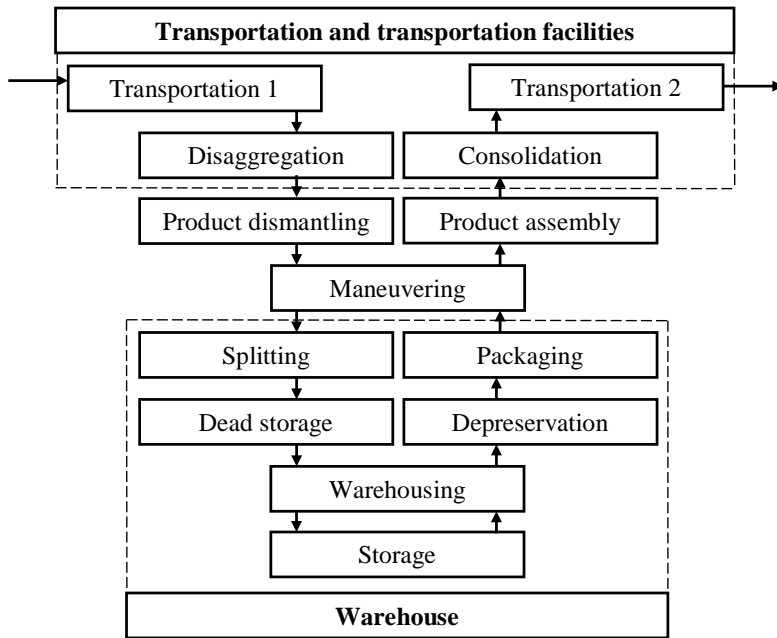 Transportation and transportation facilities
Transportation 1
Transportation 2
Disaggregation
Consolidation
Product dismantling
Product assembly
Maneuvering
Splitting
Packaging
Dead storage
Depreservation
Warehousing
Storage
Warehouse